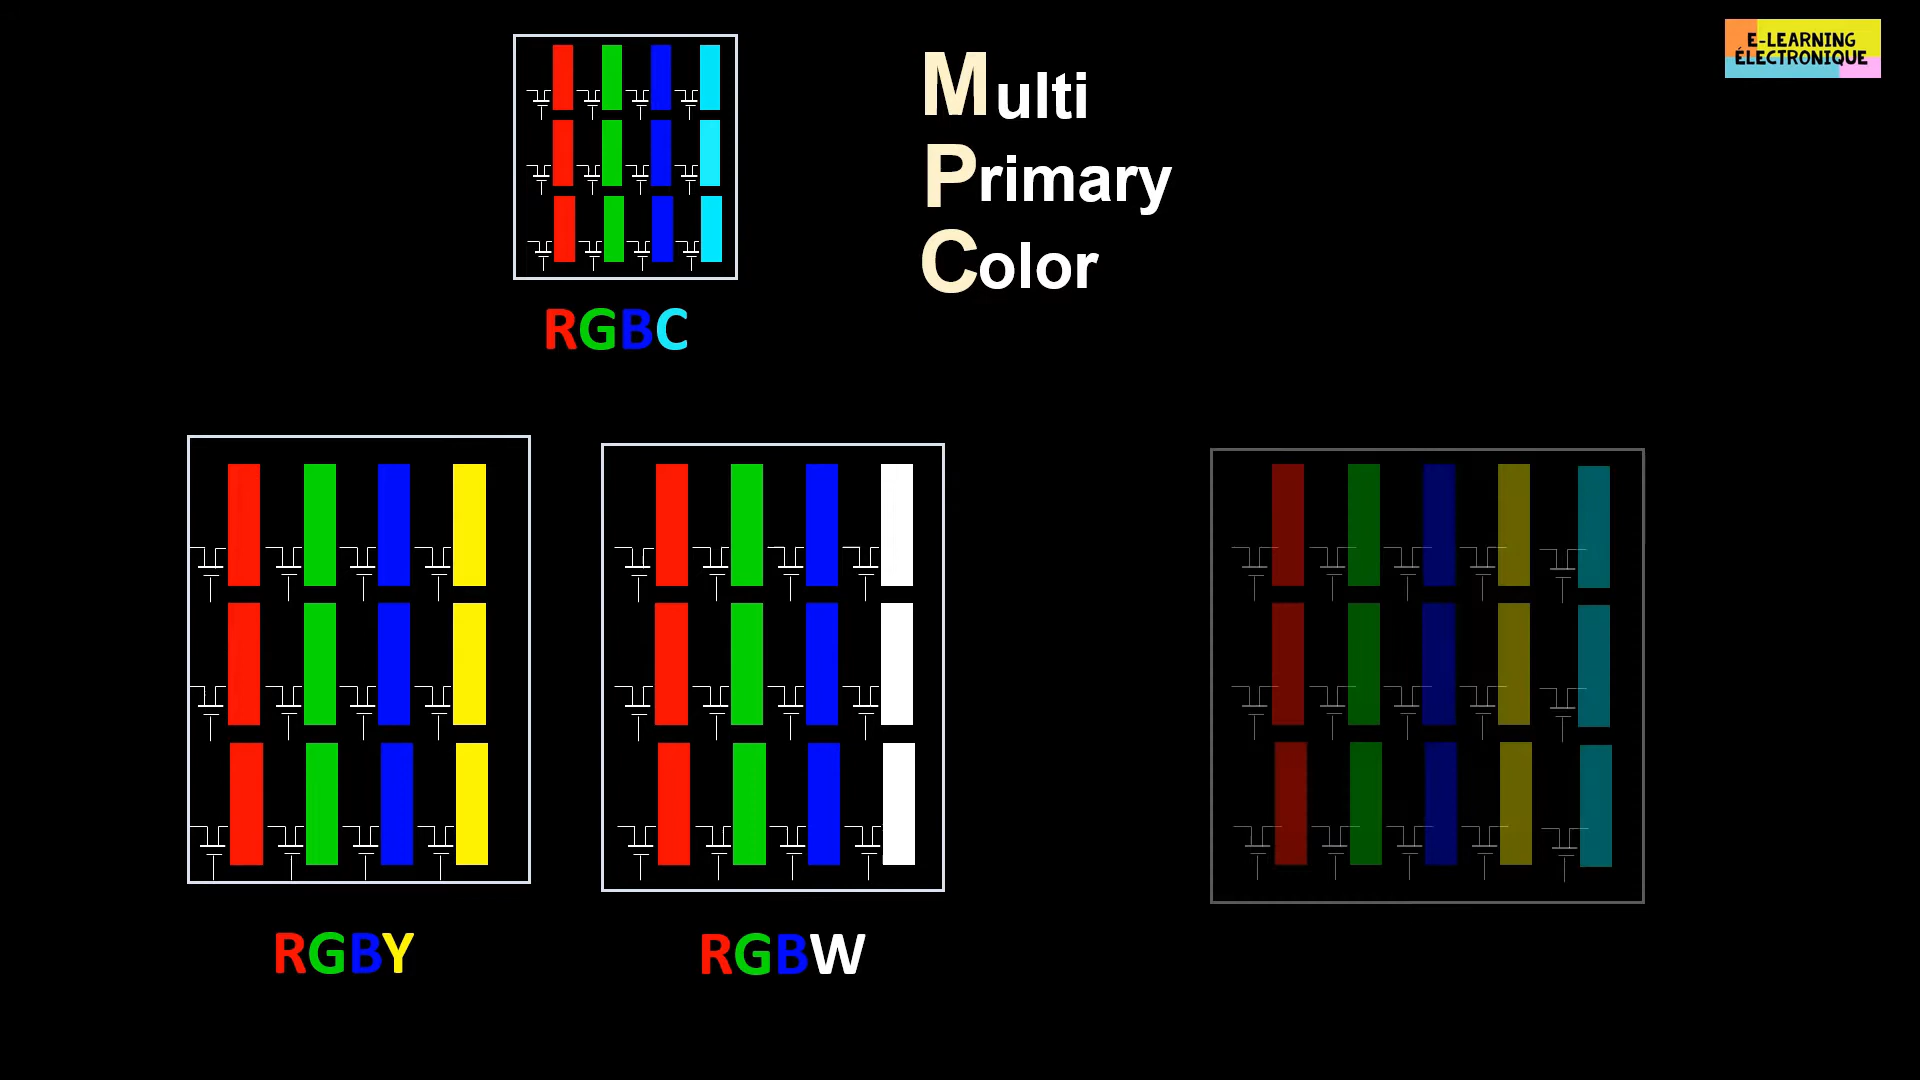 E-LEARNING
ÉLECTRONIQUE
Multi
Primary
Color
RGBC
RGBY
RGBW